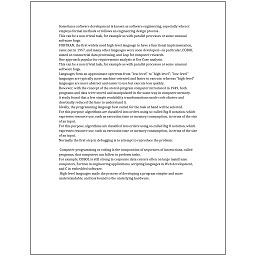 Sometimes software development is known as software engineering, especially when it
employs formal methods or follows an engineering design process.
This can be a non-trivial task, for example as with parallel processes or some unusual
software bugs.
FORTRAN, the first widely used high-level language to have a functional implementation,
came out in 1957, and many other languages were soon developed—in particular, COBOL
aimed at commercial data processing, and Lisp for computer research.
One approach popular for requirements analysis is Use Case analysis.
This can be a non-trivial task, for example as with parallel processes or some unusual
software bugs.
Languages form an approximate spectrum from "low-level" to "high-level"; "low-level"
languages are typically more machine-oriented and faster to execute, whereas "high-level"
languages are more abstract and easier to use but execute less quickly.
However, with the concept of the stored-program computer introduced in 1949, both
programs and data were stored and manipulated in the same way in computer memory.
A study found that a few simple readability transformations made code shorter and
drastically reduced the time to understand it.
Ideally, the programming language best suited for the task at hand will be selected.
For this purpose, algorithms are classified into orders using so-called Big O notation, which
expresses resource use, such as execution time or memory consumption, in terms of the size
of an input.
For this purpose, algorithms are classified into orders using so-called Big O notation, which
expresses resource use, such as execution time or memory consumption, in terms of the size
of an input.
Normally the first step in debugging is to attempt to reproduce the problem.
Computer programming or coding is the composition of sequences of instructions, called
programs, that computers can follow to perform tasks.
For example, COBOL is still strong in corporate data centers often on large mainframe
computers, Fortran in engineering applications, scripting languages in Web development,
and C in embedded software.
High-level languages made the process of developing a program simpler and more
understandable, and less bound to the underlying hardware.